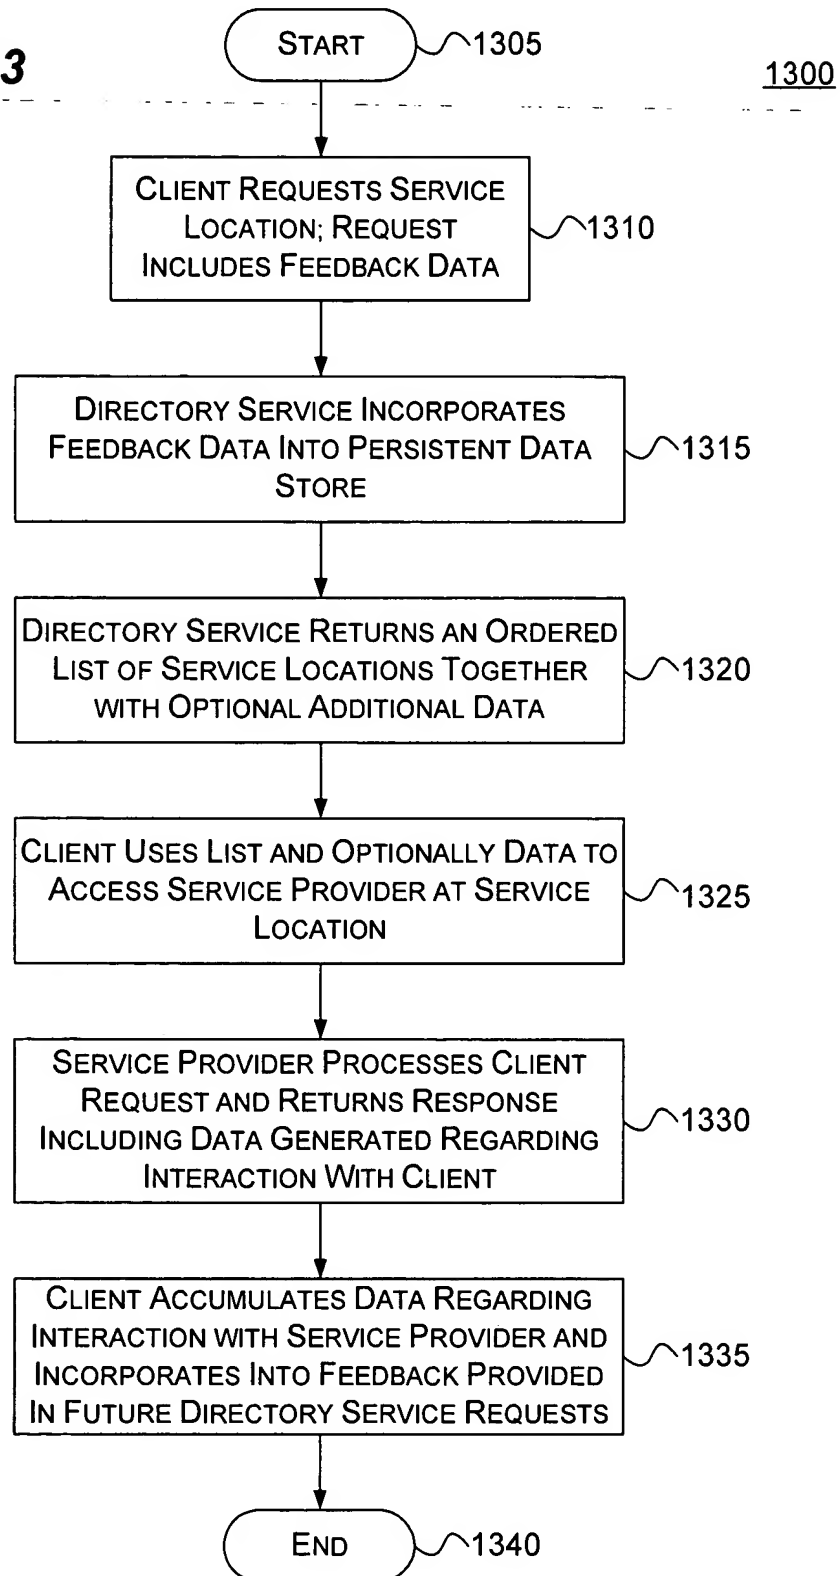 START
1305
3
1300
CLIENT REQUESTS SERVICE
LOCATION; REQUEST
INCLUDES FEEDBACK DATA
1310
DIRECTORY SERVICE INCORPORATES
FEEDBACK DATA INTO PERSISTENT DATA
STORE
1315
DIRECTORY SERVICE RETURNS AN ORDERED
LIST OF SERVICE LOCATIONS TOGETHER
WITH OPTIONAL ADDITIONAL DATA
1320
CLIENT USES LIST AND OPTIONALLY DATA TO
ACCESS SERVICE PROVIDER AT SERVICE
LOCATION
1325
SERVICE PROVIDER PROCESSES CLIENT
REQUEST AND RETURNS RESPONSE
INCLUDING DATA GENERATED REGARDING
INTERACTION WITH CLIENT
1330
CLIENT ACCUMULATES DATA REGARDING
INTERACTION WITH SERVICE PROVIDER AND
INCORPORATES INTO FEEDBACK PROVIDED
IN FUTURE DIRECTORY SERVICE REQUESTS
1335
END
1340